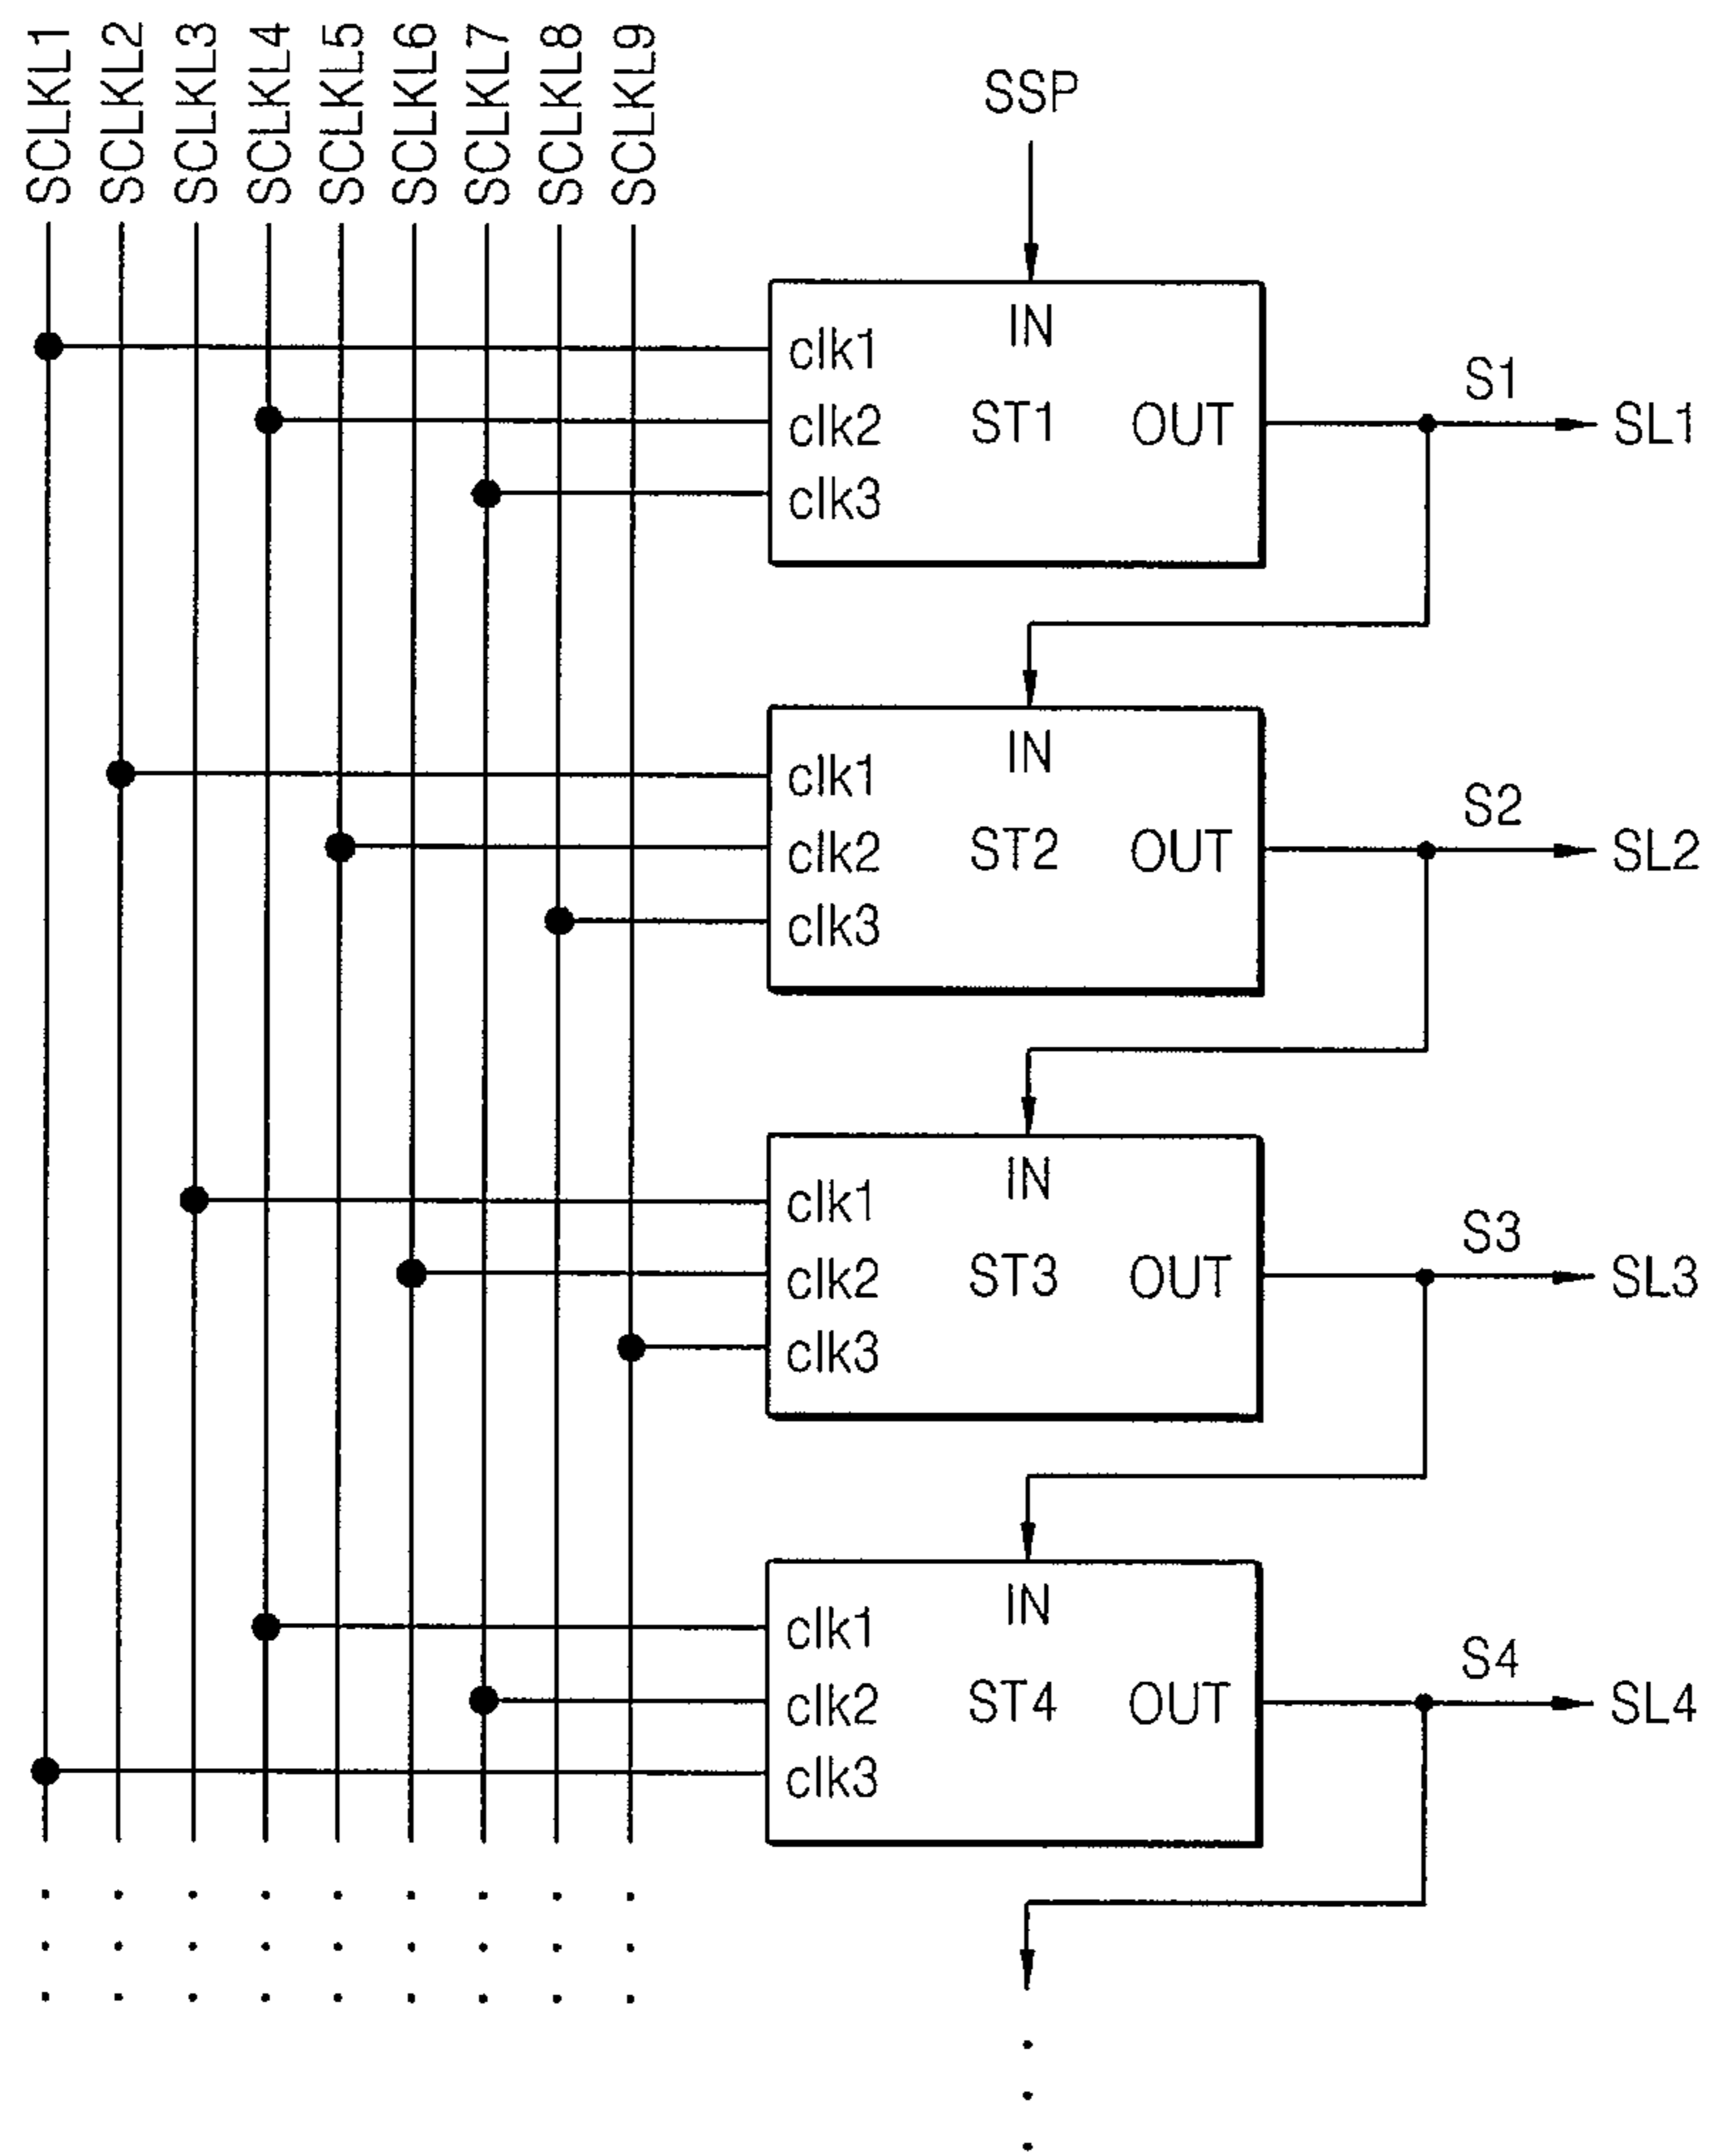 SCLKL1
SCLKL2
SCLKL3
SCLKL4
SCLKL5
SCLKL6
SCLKL7
SCLKL8
SCLKL9
SSP
IN
clk1
clk2
clk3
ST1
OUT
S1
SL1
IN
clk1
clk2
clk3
ST2
OUT
S2
SL2
IN
clk1
clk2
clk3
ST3
OUT
S3
SL3
IN
clk1
clk2
clk3
ST4
OUT
S4
SL4